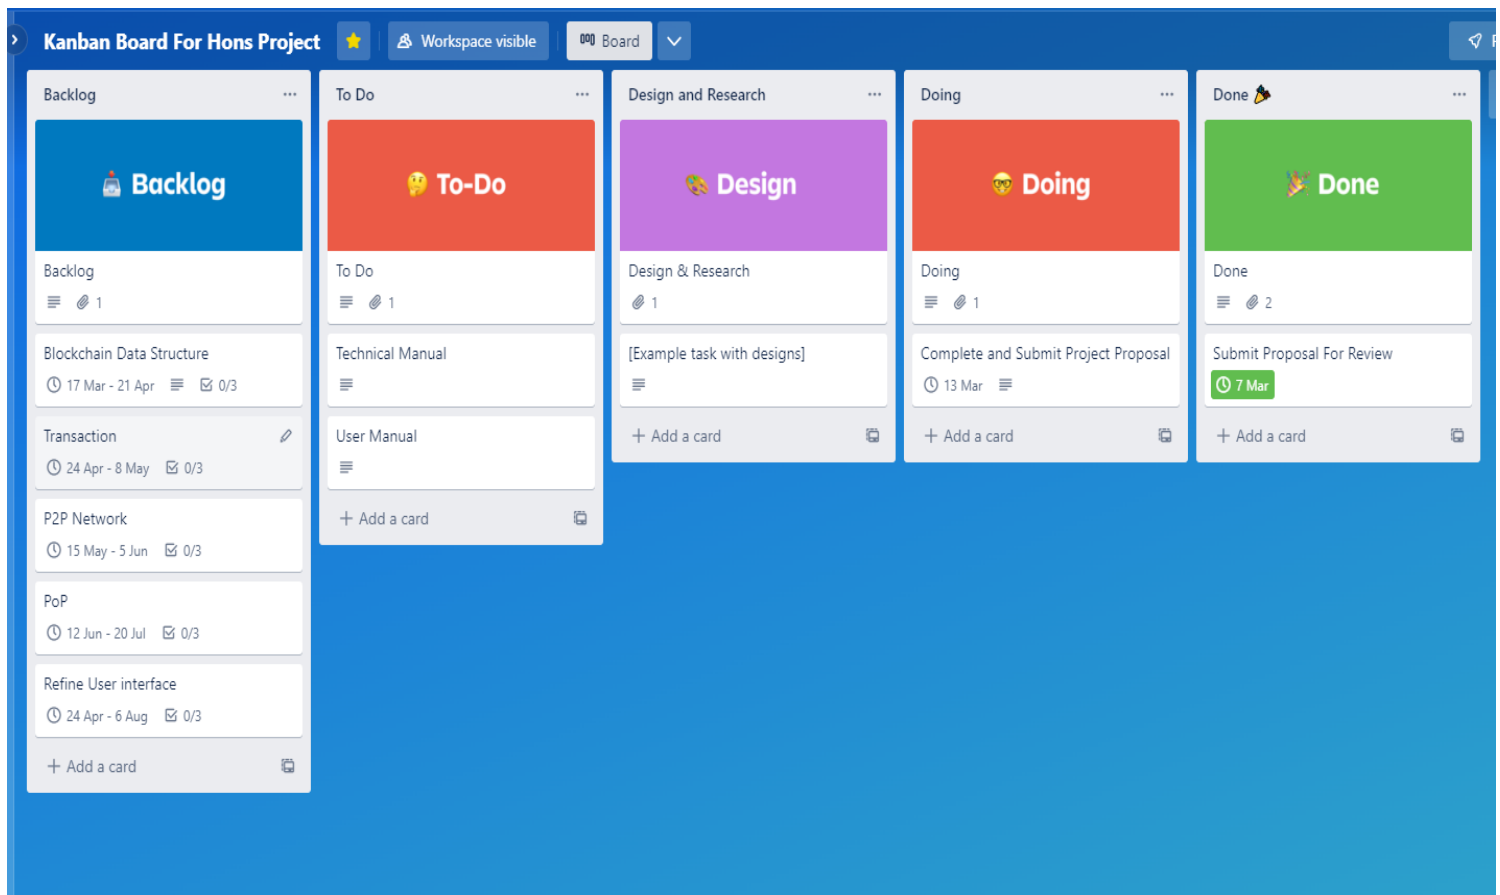 Kanban Board For Hons Project
Workspace visible
Board
Backlog
Backlog
Backlog
1
Blockchain Data Structure
17 Mar - 21 Apr 0/3
Transaction
24 Apr - 8 May 0/3
P2P Network
15 May - 5 Jun 0/3
PoP
12 Jun - 20 Jul 0/3
Refine User interface
24 Apr - 6 Aug 0/3
+ Add a card
To Do
To-Do
To Do
1
Technical Manual
User Manual
+ Add a card
Design and Research
Design
Design & Research
1
[Example task with designs]
+ Add a card
Doing
Doing
Doing
1
Complete and Submit Project Proposal
13 Mar
+ Add a card
Done
Done
Done
2
Submit Proposal For Review
7 Mar
+ Add a card